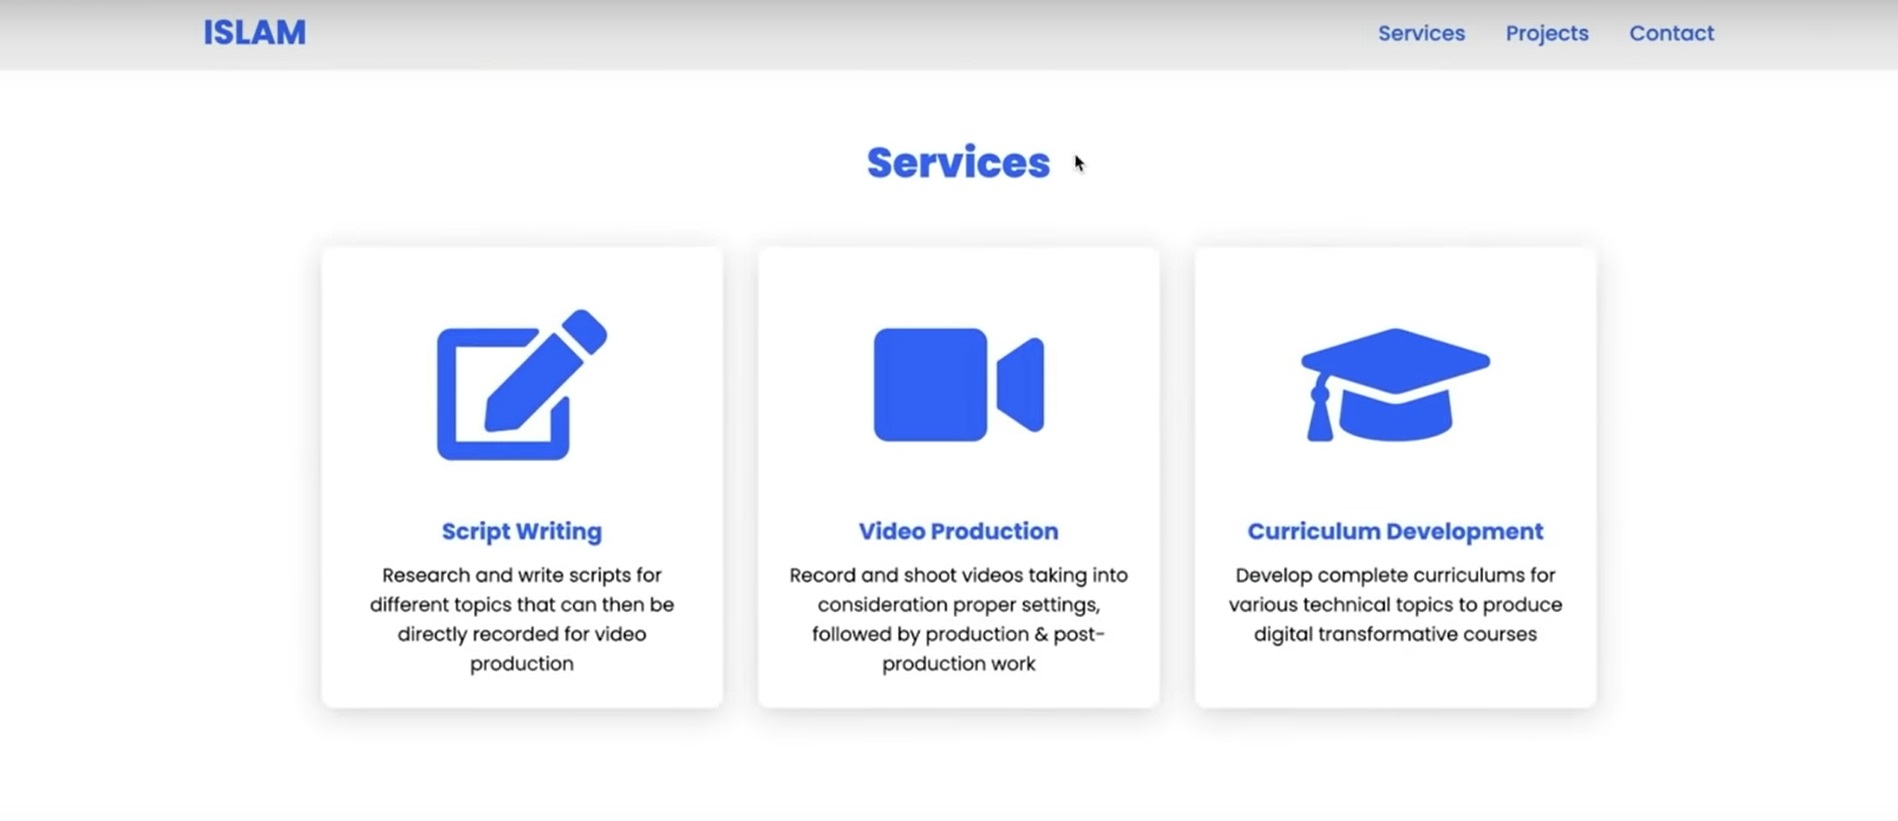 ISLAM
Services
Projects
Contact
Services
Script Writing
Research and write scripts for
different topics that can then be
directly recorded for video
production
Video Production
Record and shoot videos taking into
consideration proper settings,
followed by production & post-
production work
Curriculum Development
Develop complete curriculums for
various technical topics to produce
digital transformative courses